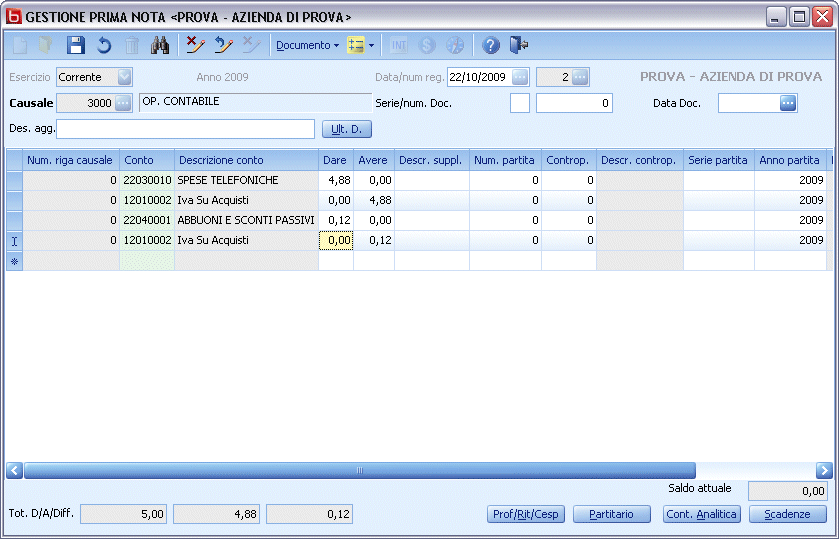 GESTIONE PRIMA NOTA <PROVA - AZIENDA DI PROVA>
Documento INT $ ?
Esercizio Corrente Anno 2009 Data/num reg. 22/10/2009 2 PROVA - AZIENDA DI PROVA
Causale 3000 OP. CONTABILE Serie/num. Doc. 0 Data Doc.
Des. agg. Ult. D.
Num. riga causale Conto Descrizione conto Dare Avere Descr. suppl. Num. partita Controp. Descr. controp. Serie partita Anno partita
0 22030010 SPESE TELEFONICHE 4,88 0,00 0 0 2009
0 12010002 Iva Su Acquisti 0,00 4,88 0 0 2009
0 22040001 ABBUONI E SCONTI PASSIVI 0,12 0,00 0 0 2009
0 12010002 Iva Su Acquisti 0,00 0,12 0 0 2009
Saldo attuale 0,00
Tot. D/A/Diff. 5,00 4,88 0,12 Prof/Rit/Cesp Partitario Cont. Analitica Scadenze